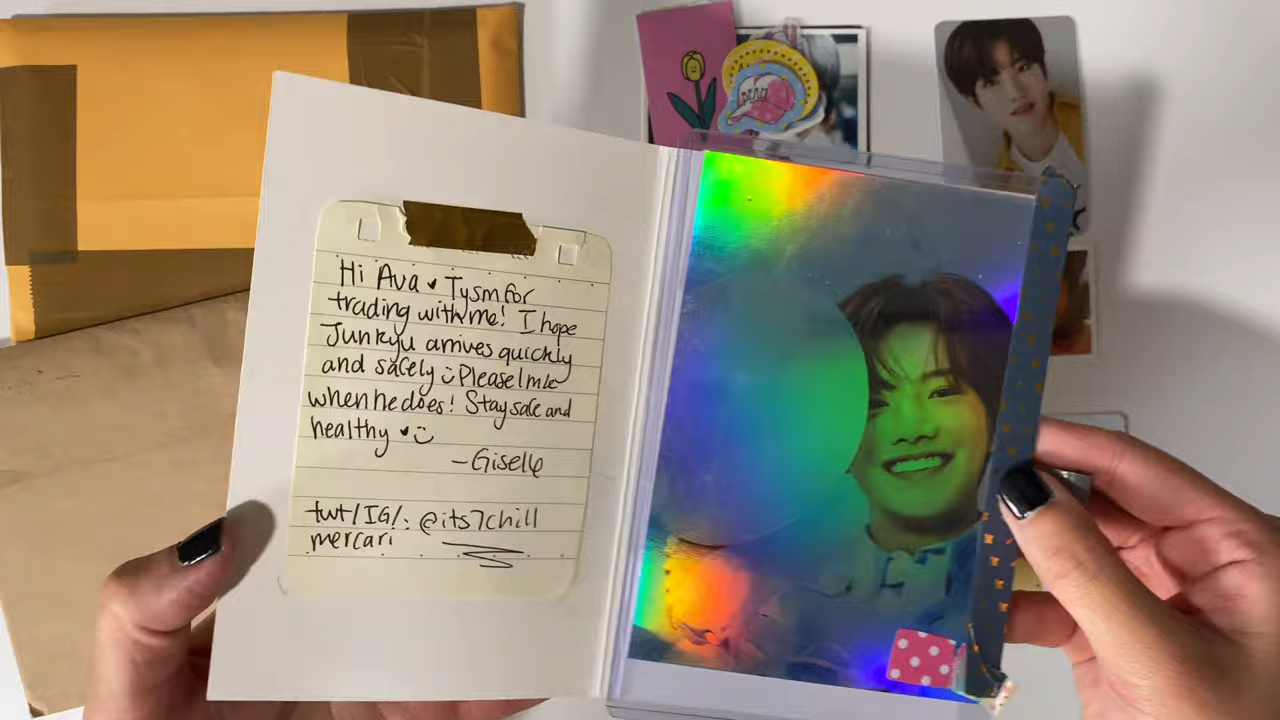 Hi Ava ♥ Tysm for
trading with me! I hope
Junkyu arrives quickly
and safely :) Please lmk
when he does! Stay safe and
healthy ♥ :)
- Giselle
twt/IG/: @its7chill
mercari